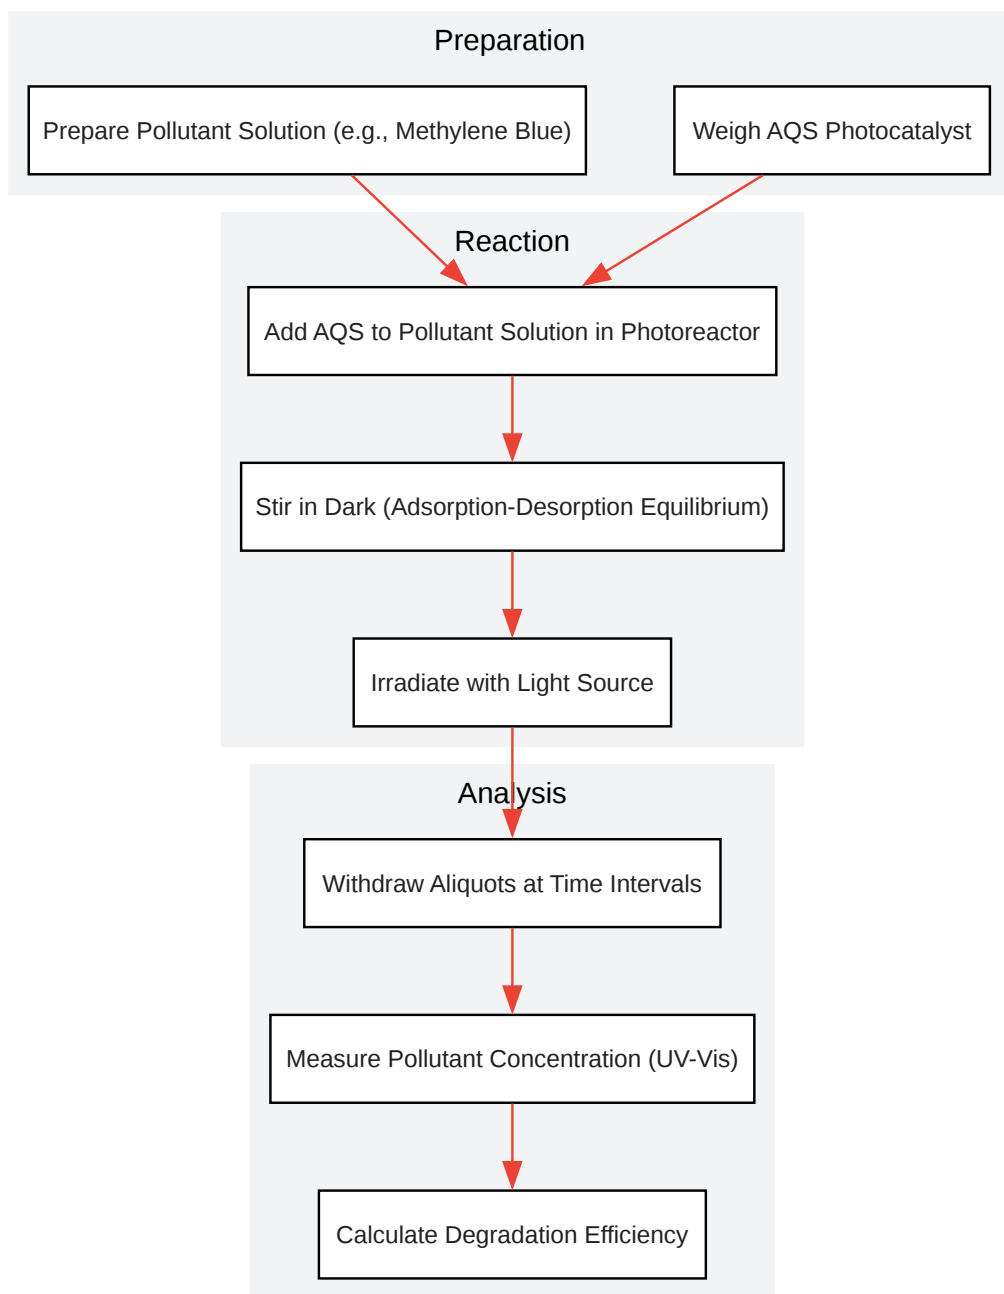 Preparation
Prepare Pollutant Solution (e.g., Methylene Blue)
Weigh AQS Photocatalyst
Reaction
Add AQS to Pollutant Solution in Photoreactor
Stir in Dark (Adsorption-Desorption Equilibrium)
Irradiate with Light Source
Analysis
Withdraw Aliquots at Time Intervals
Measure Pollutant Concentration (UV-Vis)
Calculate Degradation Efficiency